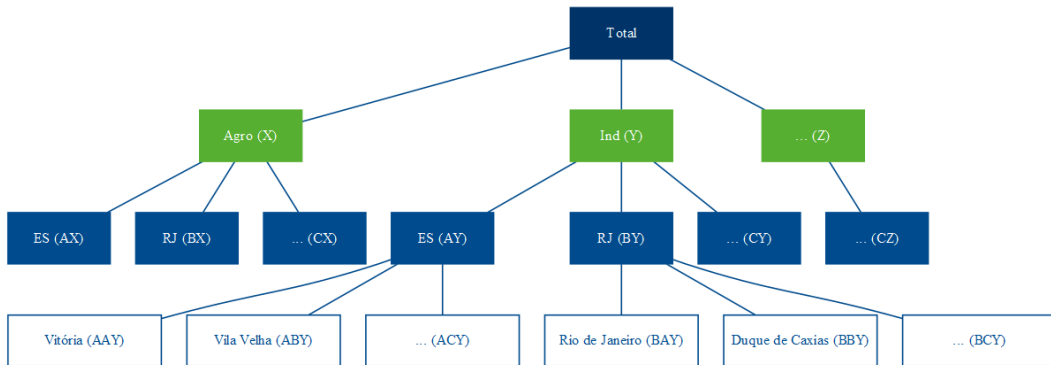 Total
Agro (X)
Ind (Y)
... (Z)
ES (AX)
RJ (BX)
... (CX)
ES (AY)
RJ (BY)
... (CY)
... (CZ)
Vitória (AAY)
Vila Velha (ABY)
... (ACY)
Rio de Janeiro (BAY)
Duque de Caxias (BBY)
... (BCY)